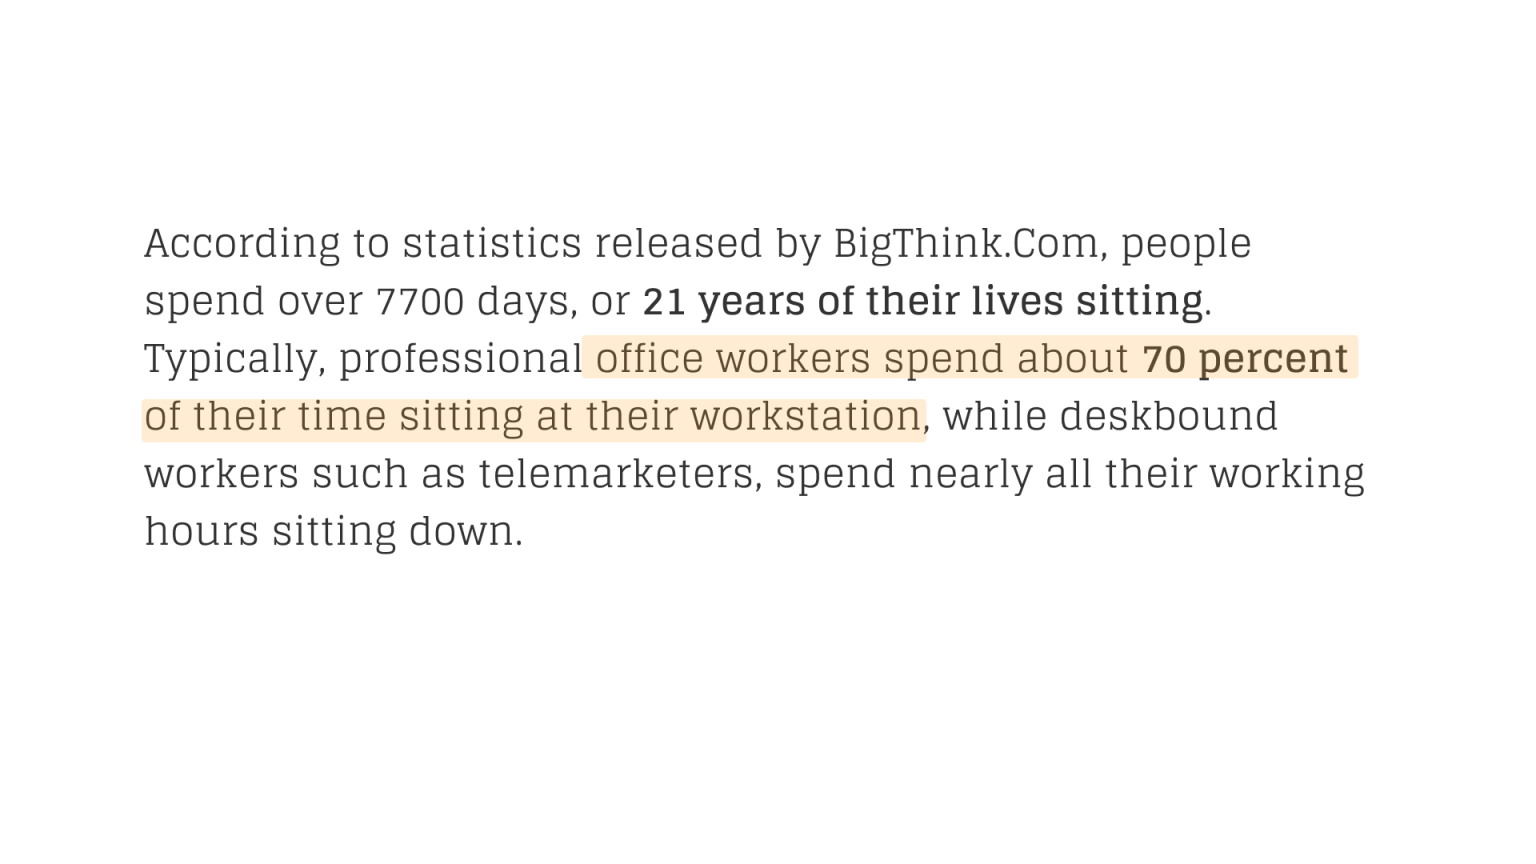 According to statistics released by BigThink.Com, people
spend over 7700 days, or 21 years of their lives sitting.
Typically, professional office workers spend about 70 percent
of their time sitting at their workstation, while deskbound
workers such as telemarketers, spend nearly all their working
hours sitting down.